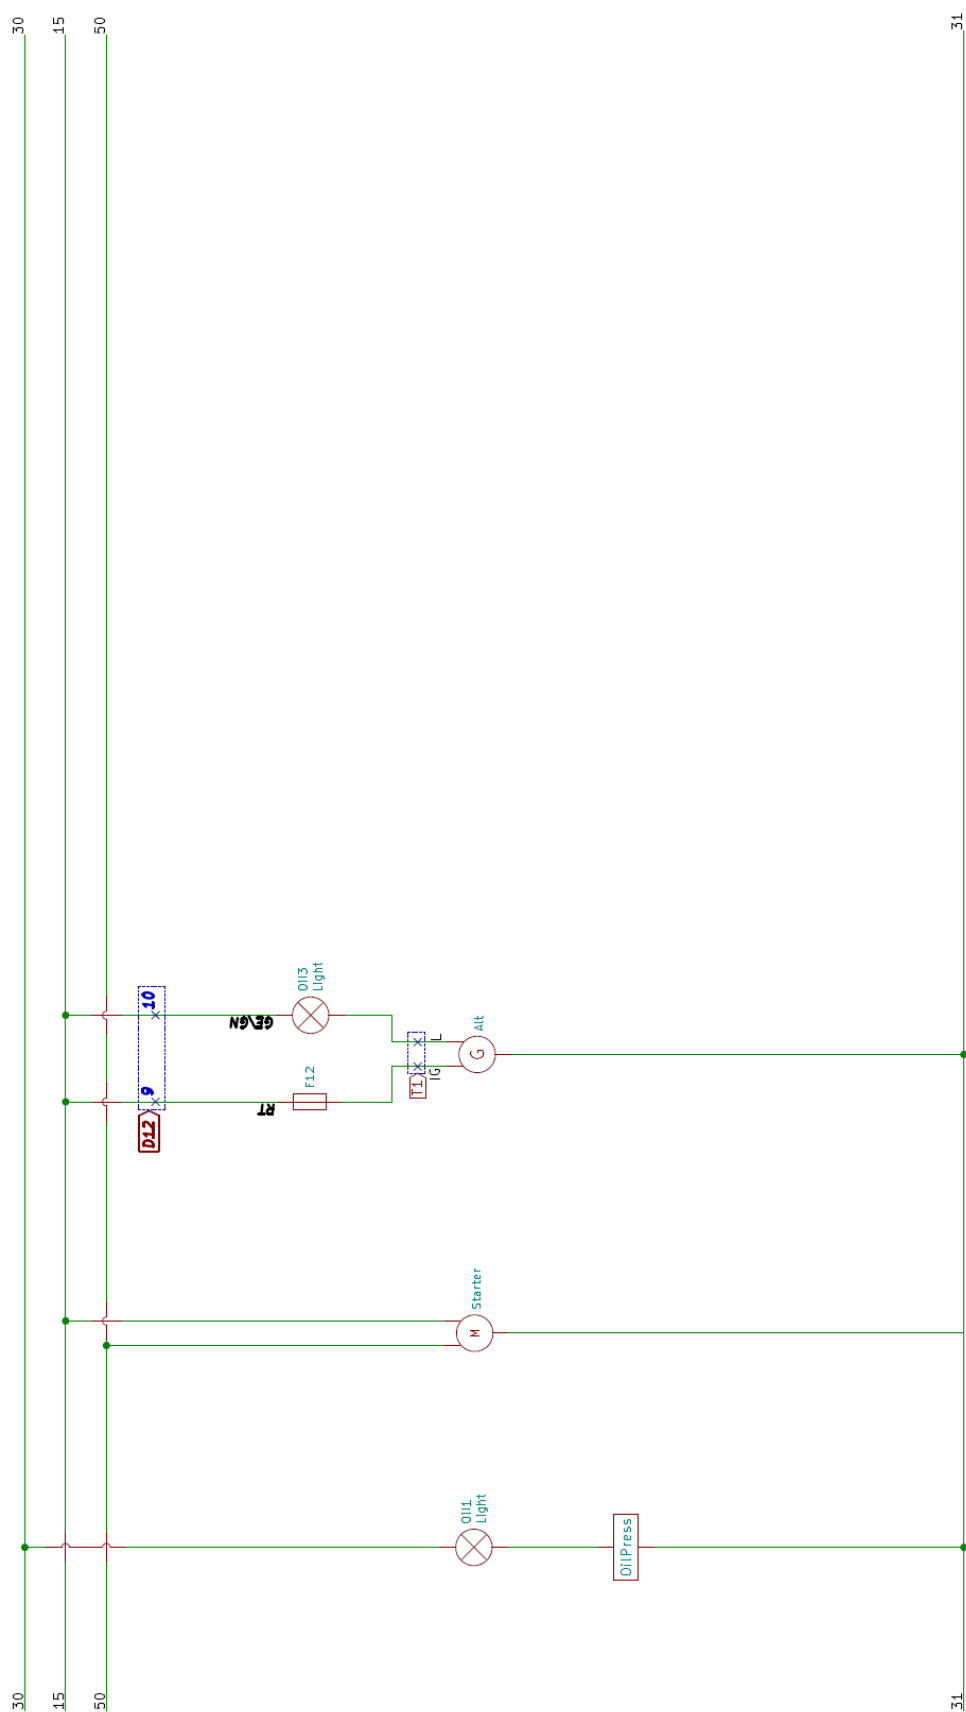 30
15
50
31
Oil3
Light
10
GE\GN
L
Alt
G
9
F12
IG
T1
RT
D12
Starter
M
Oil1
Light
OilPress
30
15
50
31